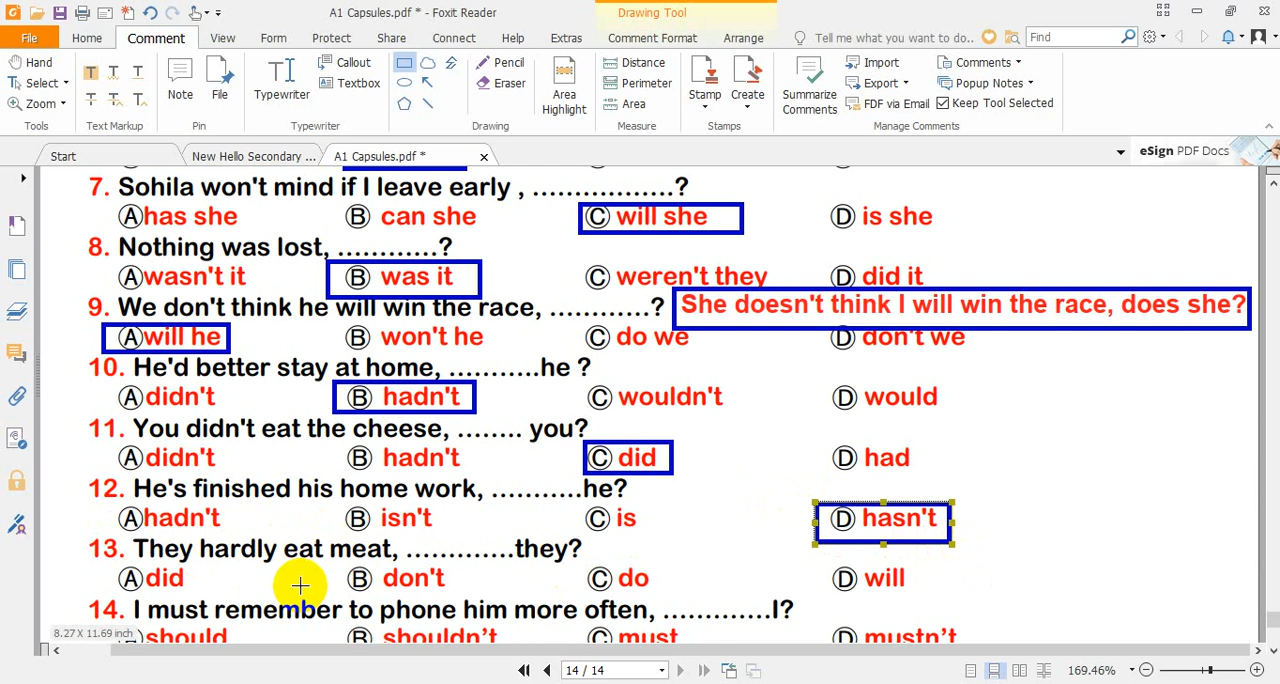 A1 Capsules.pdf * - Foxit Reader
Drawing Tool
File Home Comment View Form Protect Share Connect Help Extras Comment Format Arrange Tell me what you want to do.. Find
Hand
Select
Zoom
Tools
T T T
T T T
Text Markup
Note File
Pin
Typewriter
Callout
Textbox
Typewriter
Pencil
Eraser
Drawing
Area Highlight
Distance
Perimeter
Area
Measure
Stamp Create
Stamps
Summarize Comments
Import
Export
FDF via Email
Comments
Popup Notes
Keep Tool Selected
Manage Comments
Start New Hello Secondary ... A1 Capsules.pdf * eSign PDF Docs
7. Sohila won't mind if I leave early , .................?
A has she B can she C will she D is she
8. Nothing was lost, ............?
A wasn't it B was it C weren't they D did it
9. We don't think he will win the race, ............? She doesn't think I will win the race, does she?
A will he B won't he C do we D don't we
10. He'd better stay at home, ...........he ?
A didn't B hadn't C wouldn't D would
11. You didn't eat the cheese, ........ you?
A didn't B hadn't C did D had
12. He's finished his home work, ...........he?
A hadn't B isn't C is D hasn't
13. They hardly eat meat, .............they?
A did B don't C do D will
14. I must remember to phone him more often, .............I?
A should B shouldn't C must D mustn't
8.27 X 11.69 inch
14 / 14 169.46%